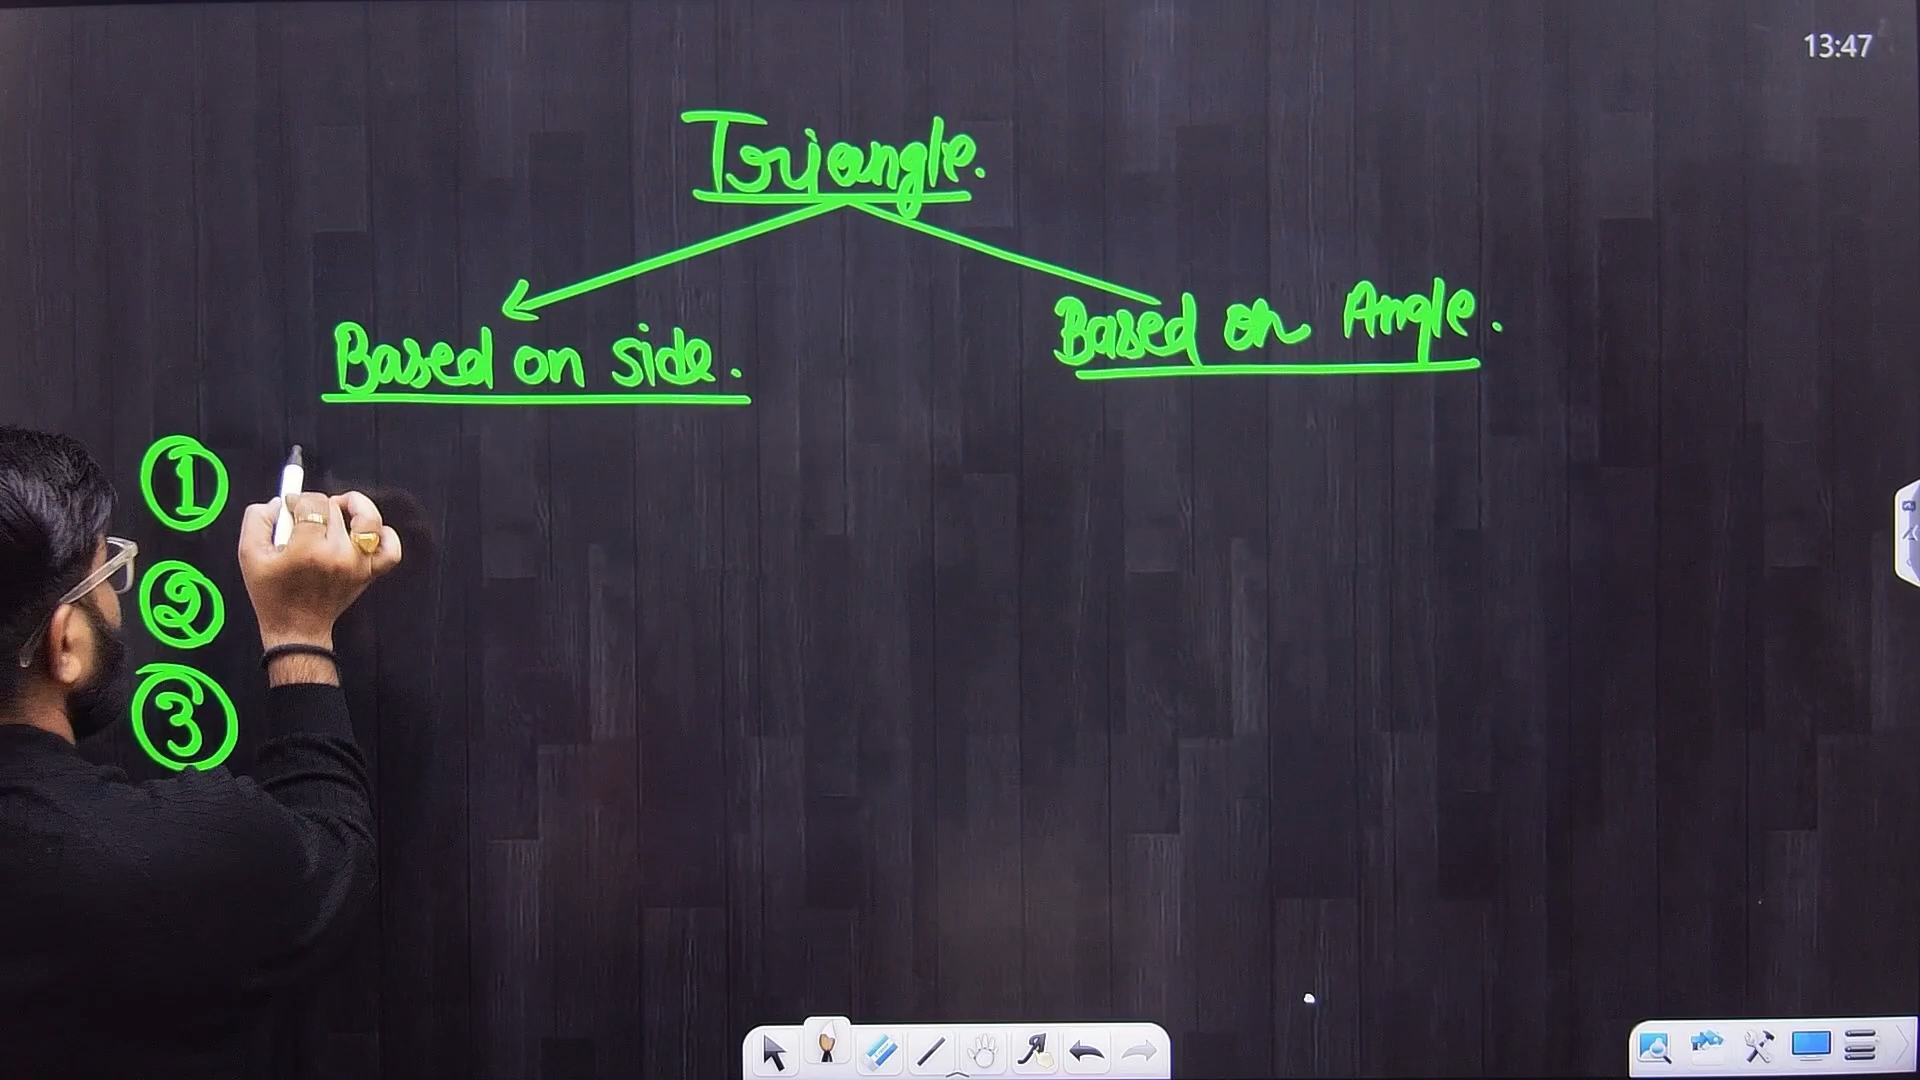 13:47
Triangle.
Based on side.
Based on Angle.
1
2
3